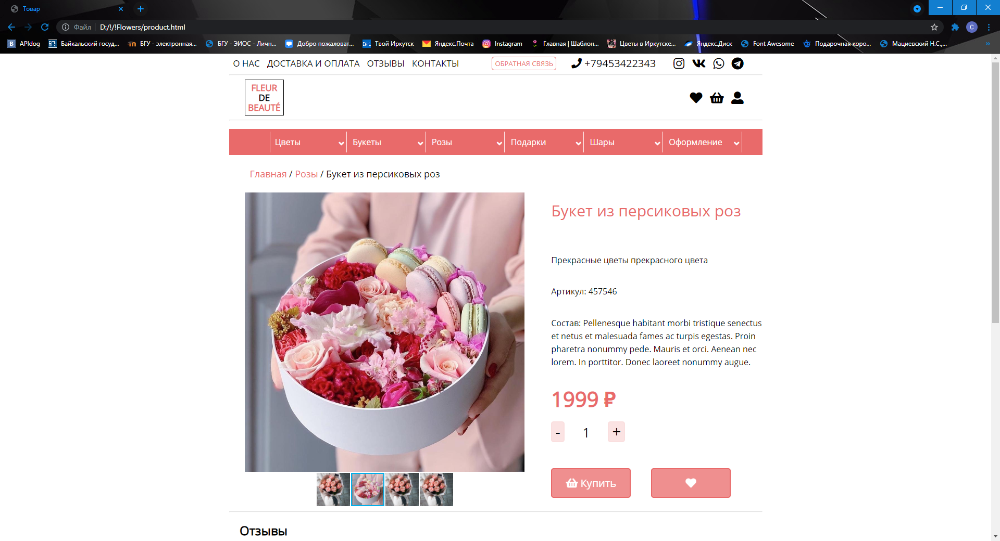 Товар
Файл D:/!/!Flowers/product.html
APIdog Байкальский госуд... БГУ - электронная... БГУ - ЭИОС - Личн... Добро пожаловат... Твой Иркутск Яндекс.Почта Instagram Главная | Шаблон... Цветы в Иркутске... Яндекс.Диск Font Awesome Подарочная коро... Мациевский Н.С.,...
О НАС ДОСТАВКА И ОПЛАТА ОТЗЫВЫ КОНТАКТЫ ОБРАТНАЯ СВЯЗЬ +79453422343
FLEUR
DE
BEAUTÉ
Цветы Букеты Розы Подарки Шары Оформление
Главная / Розы / Букет из персиковых роз
Букет из персиковых роз
Прекрасные цветы прекрасного цвета
Артикул: 457546
Состав: Pellenesque habitant morbi tristique senectus
et netus et malesuada fames ac turpis egestas. Proin
pharetra nonummy pede. Mauris et orci. Aenean nec
lorem. In porttitor. Donec laoreet nonummy augue.
1999 ₽
- 1 +
Купить
Отзывы